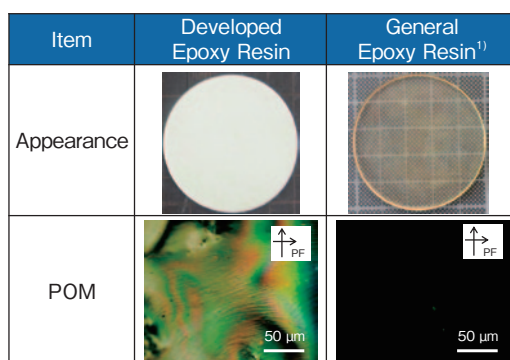 Item
Developed
Epoxy Resin
General
Epoxy Resin1)
Appearance
POM
PF
50 µm
PF
50 µm